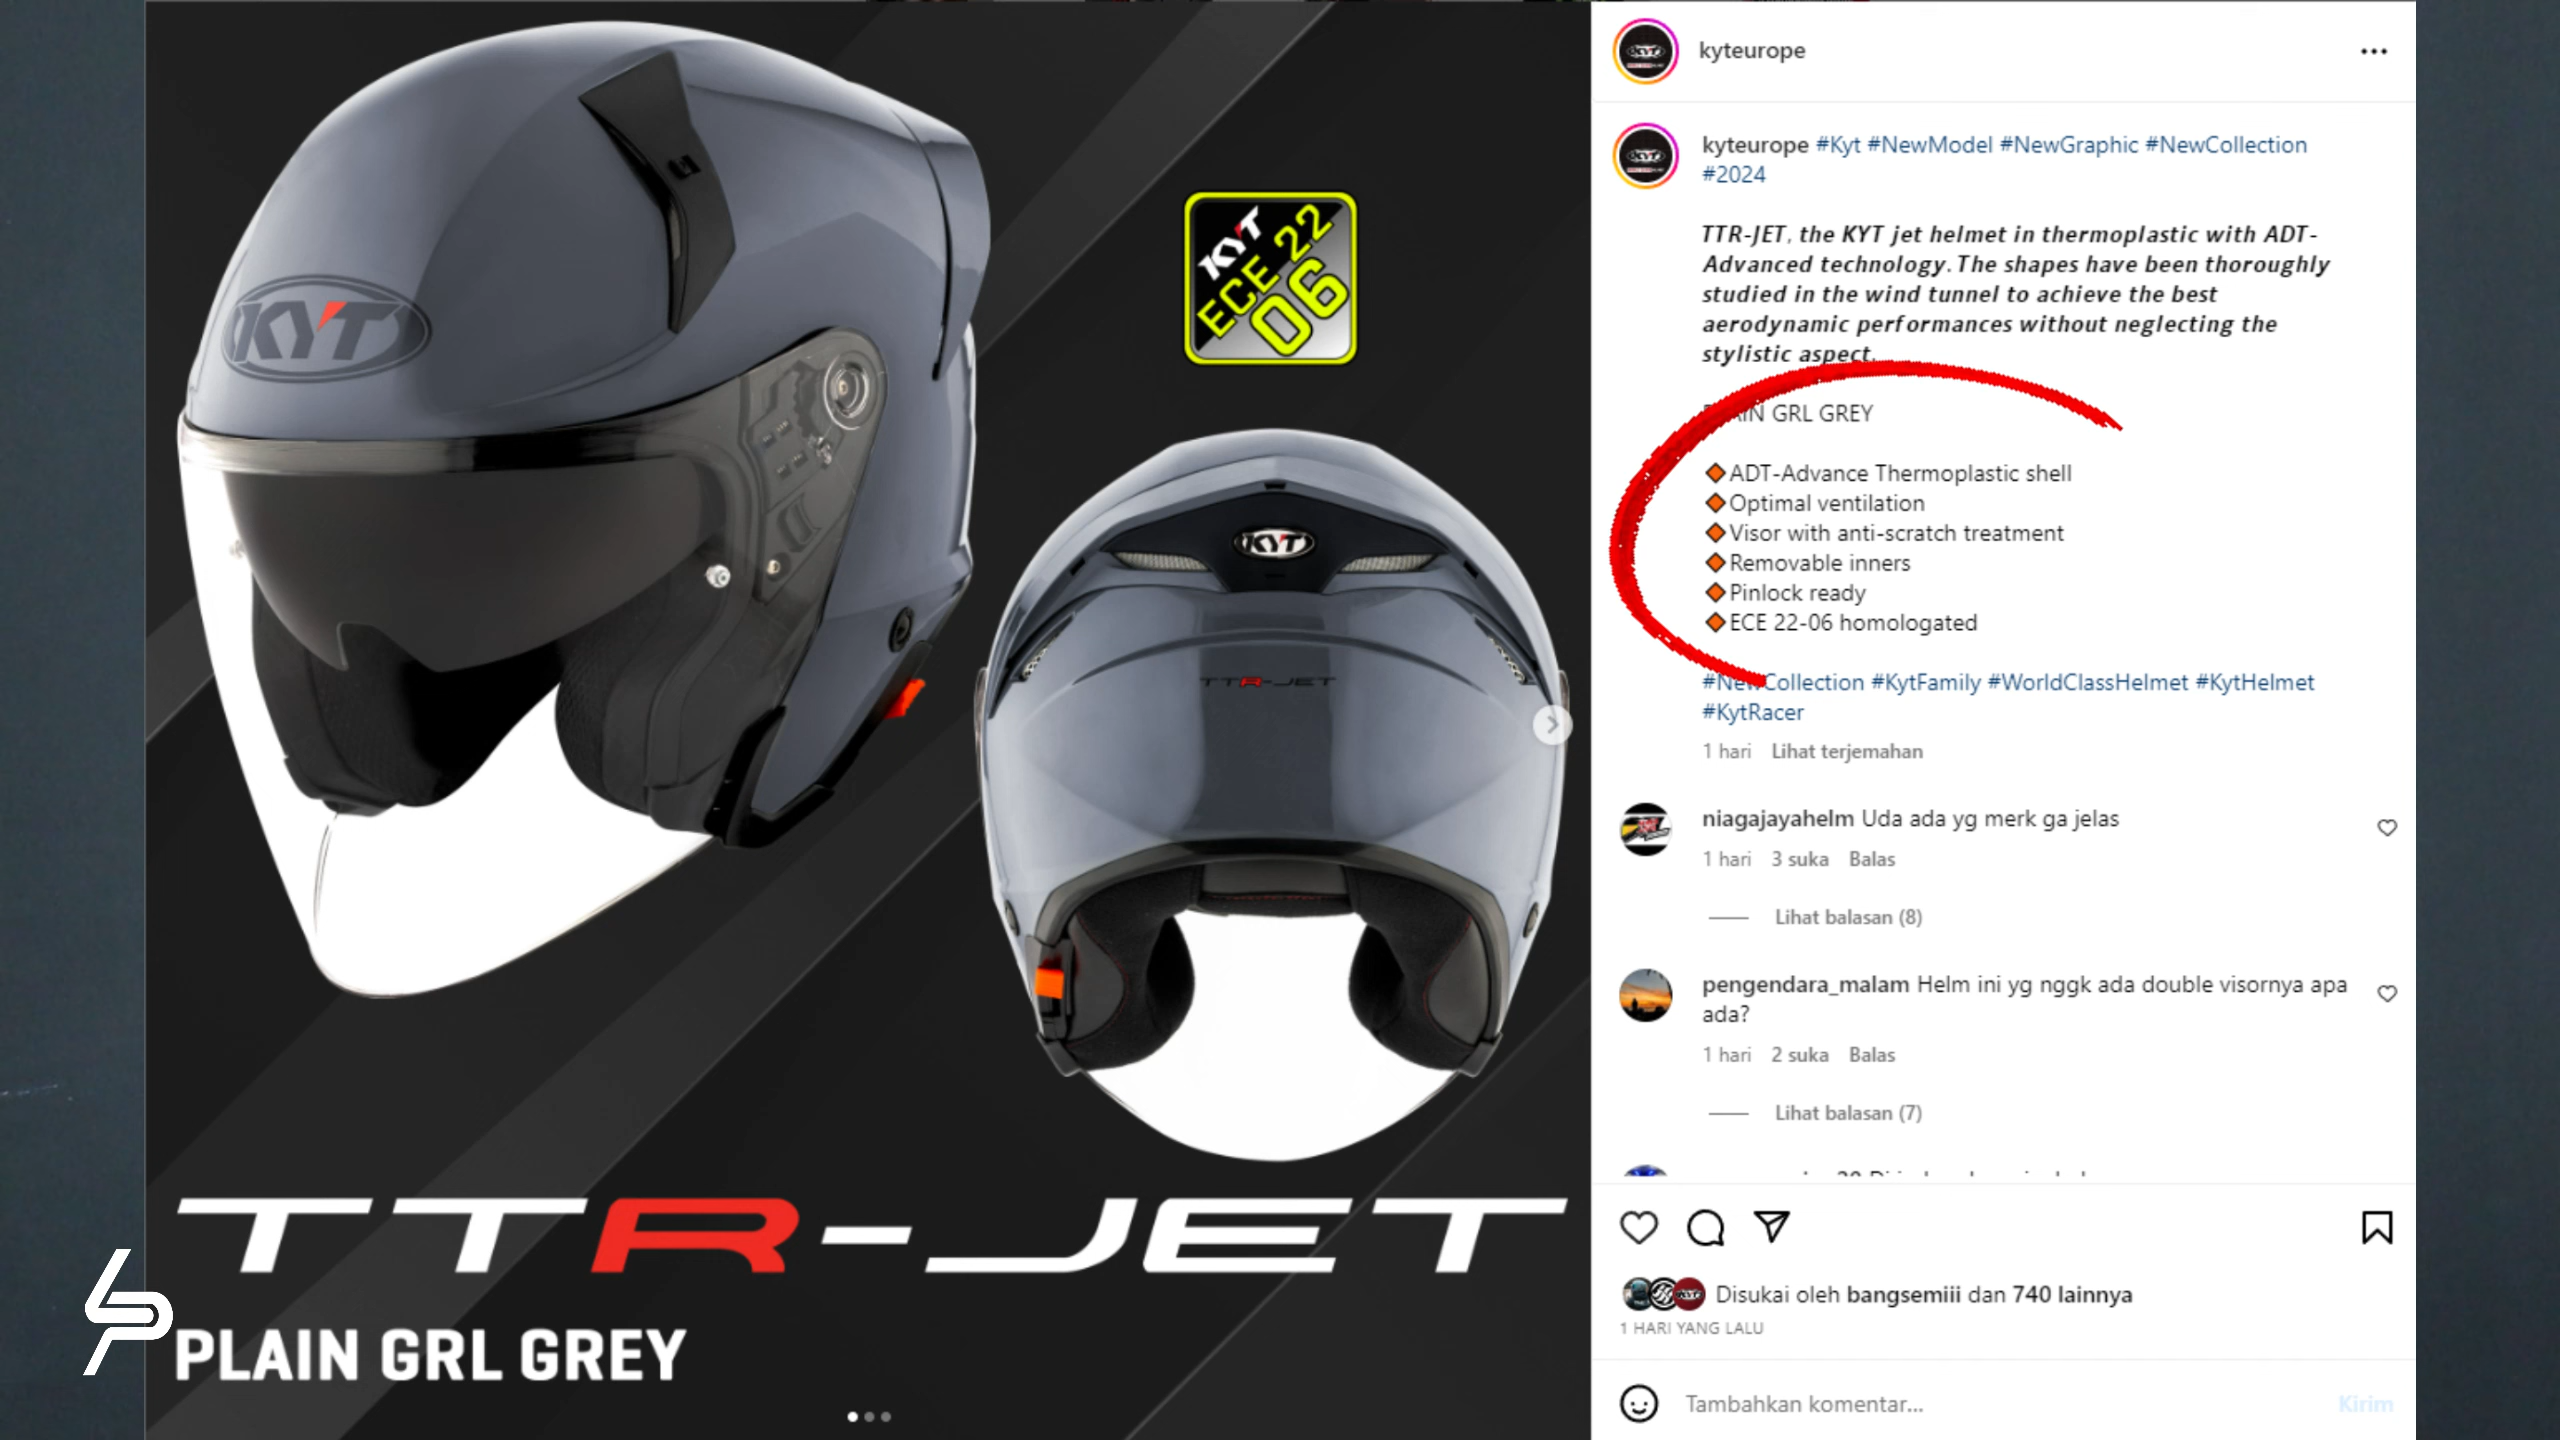 KYT
KYT
ECE 22
06
KYT
TTR-JET
TTR-JET
PLAIN GRL GREY
kyteurope
kyteurope #Kyt #NewModel #NewGraphic #NewCollection
#2024
TTR-JET, the KYT jet helmet in thermoplastic with ADT-
Advanced technology. The shapes have been thoroughly
studied in the wind tunnel to achieve the best
aerodynamic performances without neglecting the
stylistic aspect.
PLAIN GRL GREY
ADT-Advance Thermoplastic shell
Optimal ventilation
Visor with anti-scratch treatment
Removable inners
Pinlock ready
ECE 22-06 homologated
#NewCollection #KytFamily #WorldClassHelmet #KytHelmet
#KytRacer
1 hari Lihat terjemahan
niagajayahelm Uda ada yg merk ga jelas
1 hari 3 suka Balas
Lihat balasan (8)
pengendara_malam Helm ini yg nggk ada double visornya apa
ada?
1 hari 2 suka Balas
Lihat balasan (7)
Disukai oleh bangsemiii dan 740 lainnya
1 HARI YANG LALU
Tambahkan komentar...
Kirim